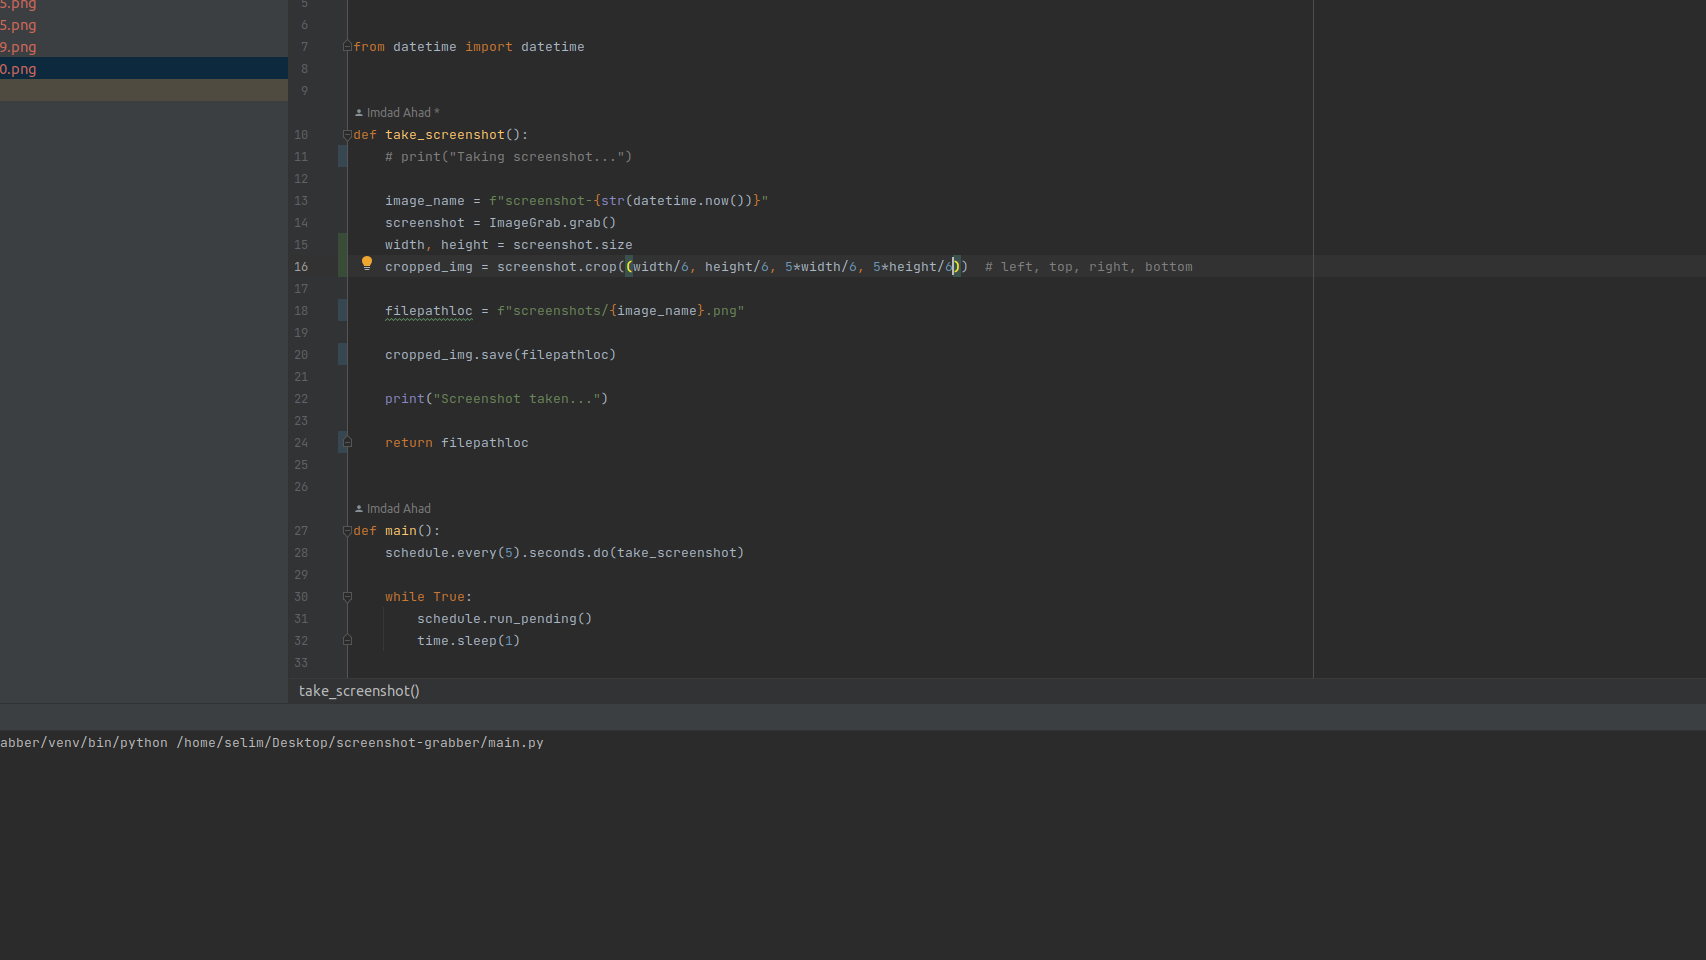 5.png
5.png
9.png
0.png
5
6
7 from datetime import datetime
8
9
Imdad Ahad *
10 def take_screenshot():
11 # print("Taking screenshot...")
12
13 image_name = f"screenshot-{str(datetime.now())}"
14 screenshot = ImageGrab.grab()
15 width, height = screenshot.size
16 cropped_img = screenshot.crop((width/6, height/6, 5*width/6, 5*height/6))  # left, top, right, bottom
17
18 filepathloc = f"screenshots/{image_name}.png"
19
20 cropped_img.save(filepathloc)
21
22 print("Screenshot taken...")
23
24 return filepathloc
25
26
Imdad Ahad
27 def main():
28 schedule.every(5).seconds.do(take_screenshot)
29
30 while True:
31 schedule.run_pending()
32 time.sleep(1)
33
take_screenshot()
abber/venv/bin/python /home/selim/Desktop/screenshot-grabber/main.py